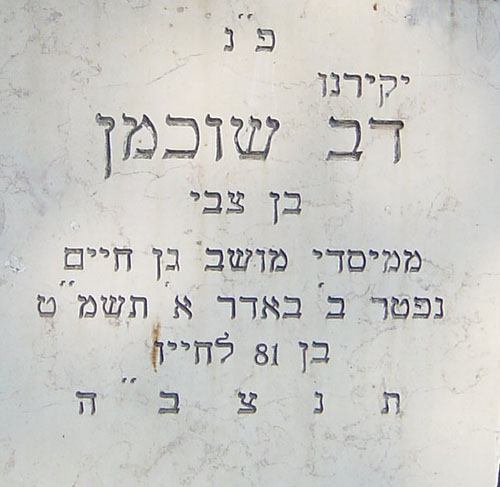 פ״נ
יקירנו
דב שוכמן
בן צבי
ממיסדי מושב גן חיים
נפטר ב׳ באדר א׳ תשמ״ט
בן 81 לחייו
ת נ צ ב״ ה